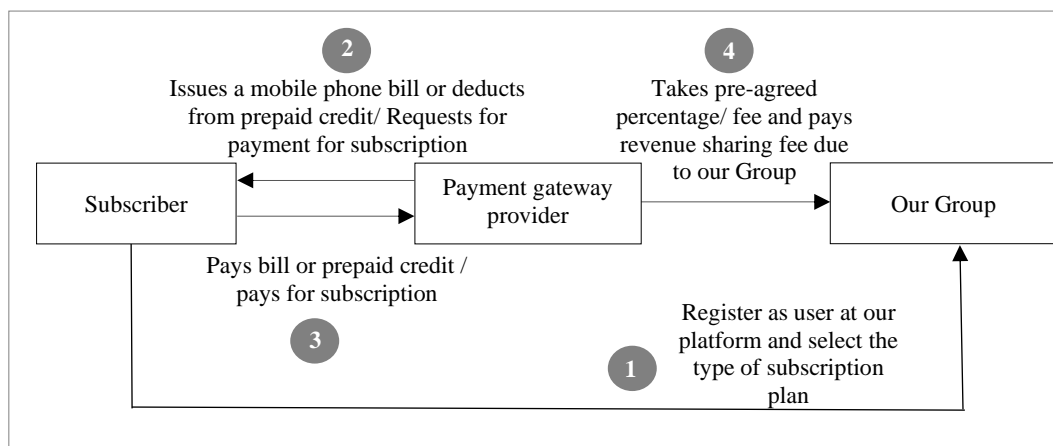 2
4
Issues a mobile phone bill or deducts
from prepaid credit/ Requests for
payment for subscription
Takes pre-agreed
percentage/ fee and pays
revenue sharing fee due
to our Group
Subscriber
Payment gateway
provider
Our Group
Pays bill or prepaid credit /
pays for subscription
3
Register as user at our
platform and select the
type of subscription
plan
1